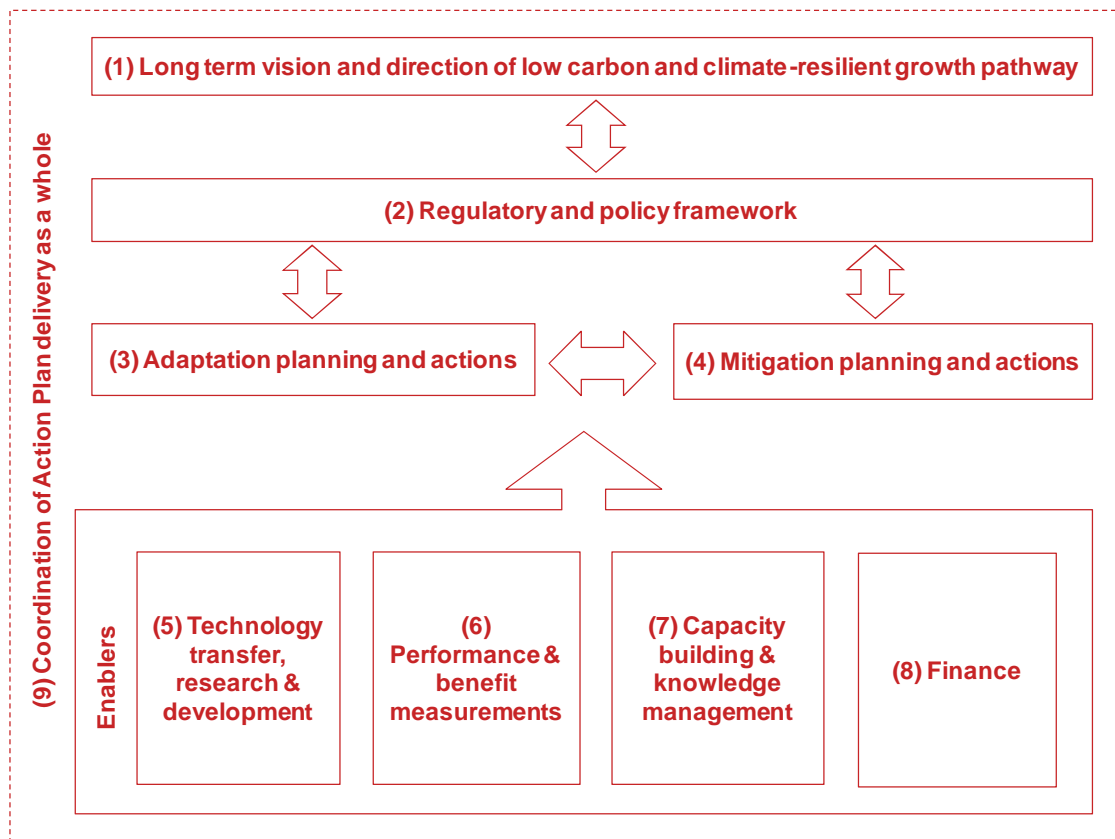 (1) Long term vision and direction of low carbon and climate-resilient growth pathway
(2) Regulatory and policy framework
(3) Adaptation planning and actions
(4) Mitigation planning and actions
(9) Coordination of Action Plan delivery as a whole
Enablers
(5) Technology
transfer,
research &
development
(6)
Performance &
benefit
measurements
(7) Capacity
building &
knowledge
management
(8) Finance